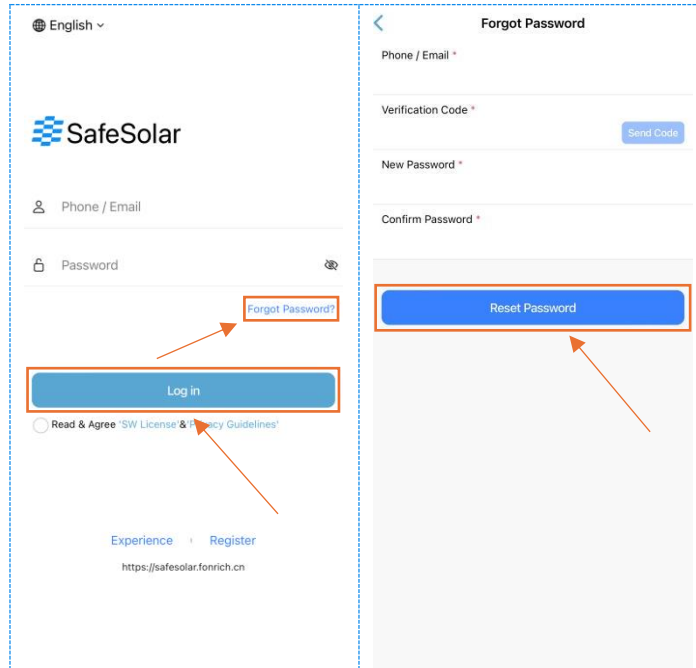 English
SafeSolar
Phone / Email
Password
Forgot Password?
Log in
Read & Agree 'SW License'&'Privacy Guidelines'
Experience
Register
https://safesolar.fonrich.cn
Forgot Password
Phone / Email *
Verification Code *
Send Code
New Password *
Confirm Password *
Reset Password